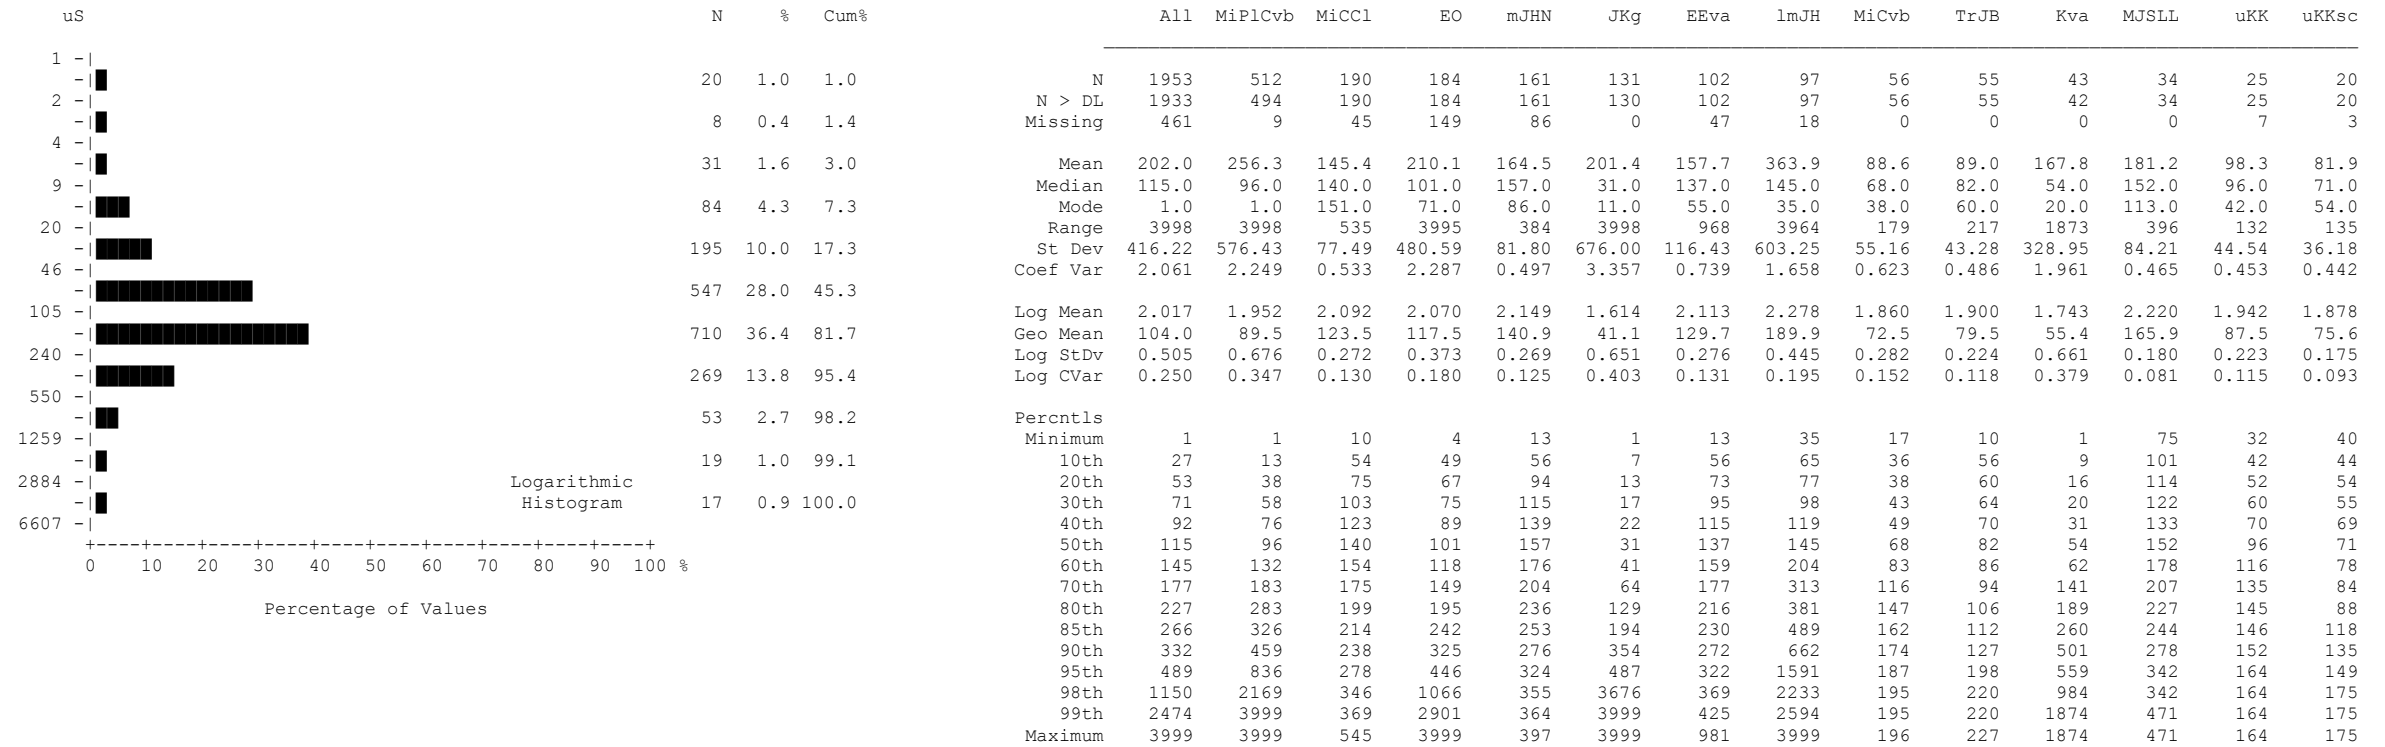 uS N % Cum% All MiPlCvb MiCCl EO mJHN JKg EEva lmJH MiCvb TrJB Kva MJSLL uKK uKKsc
1 -|
-| 20 1.0 1.0 N 1953 512 190 184 161 131 102 97 56 55 43 34 25 20
2 -| N > DL 1933 494 190 184 161 130 102 97 56 55 42 34 25 20
-| 8 0.4 1.4 Missing 461 9 45 149 86 0 47 18 0 0 0 0 7 3
4 -|
-| 31 1.6 3.0 Mean 202.0 256.3 145.4 210.1 164.5 201.4 157.7 363.9 88.6 89.0 167.8 181.2 98.3 81.9
9 -| Median 115.0 96.0 140.0 101.0 157.0 31.0 137.0 145.0 68.0 82.0 54.0 152.0 96.0 71.0
-| 84 4.3 7.3 Mode 1.0 1.0 151.0 71.0 86.0 11.0 55.0 35.0 38.0 60.0 20.0 113.0 42.0 54.0
20 -| Range 3998 3998 535 3995 384 3998 968 3964 179 217 1873 396 132 135
-| 195 10.0 17.3 St Dev 416.22 576.43 77.49 480.59 81.80 676.00 116.43 603.25 55.16 43.28 328.95 84.21 44.54 36.18
46 -| Coef Var 2.061 2.249 0.533 2.287 0.497 3.357 0.739 1.658 0.623 0.486 1.961 0.465 0.453 0.442
-| 547 28.0 45.3
105 -| Log Mean 2.017 1.952 2.092 2.070 2.149 1.614 2.113 2.278 1.860 1.900 1.743 2.220 1.942 1.878
-| 710 36.4 81.7 Geo Mean 104.0 89.5 123.5 117.5 140.9 41.1 129.7 189.9 72.5 79.5 55.4 165.9 87.5 75.6
240 -| Log StDv 0.505 0.676 0.272 0.373 0.269 0.651 0.276 0.445 0.282 0.224 0.661 0.180 0.223 0.175
-| 269 13.8 95.4 Log CVar 0.250 0.347 0.130 0.180 0.125 0.403 0.131 0.195 0.152 0.118 0.379 0.081 0.115 0.093
550 -|
-| 53 2.7 98.2 Percntls
1259 -| Minimum 1 1 10 4 13 1 13 35 17 10 1 75 32 40
-| 19 1.0 99.1 10th 27 13 54 49 56 7 56 65 36 56 9 101 42 44
2884 -| Logarithmic 20th 53 38 75 67 94 13 73 77 38 60 16 114 52 54
-| Histogram 17 0.9 100.0 30th 71 58 103 75 115 17 95 98 43 64 20 122 60 55
6607 -| 40th 92 76 123 89 139 22 115 119 49 70 31 133 70 69
+----+----+----+----+----+----+----+----+----+----+ 50th 115 96 140 101 157 31 137 145 68 82 54 152 96 71
0 10 20 30 40 50 60 70 80 90 100 % 60th 145 132 154 118 176 41 159 204 83 86 62 178 116 78
70th 177 183 175 149 204 64 177 313 116 94 141 207 135 84
Percentage of Values 80th 227 283 199 195 236 129 216 381 147 106 189 227 145 88
85th 266 326 214 242 253 194 230 489 162 112 260 244 146 118
90th 332 459 238 325 276 354 272 662 174 127 501 278 152 135
95th 489 836 278 446 324 487 322 1591 187 198 559 342 164 149
98th 1150 2169 346 1066 355 3676 369 2233 195 220 984 342 164 175
99th 2474 3999 369 2901 364 3999 425 2594 195 220 1874 471 164 175
Maximum 3999 3999 545 3999 397 3999 981 3999 196 227 1874 471 164 175